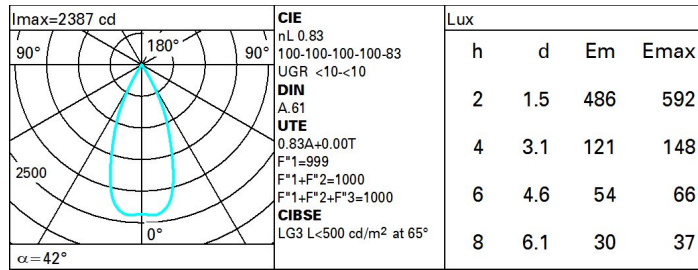 Imax=2387 cd
90°
180°
90°
2500
0°
α=42°
CIE
nL 0.83
100-100-100-100-83
UGR <10-<10
DIN
A.61
UTE
0.83A+0.00T
F"1=999
F"1+F"2=1000
F"1+F"2+F"3=1000
CIBSE
LG3 L<500 cd/m² at 65°
Lux
h d Em Emax
2 1.5 486 592
4 3.1 121 148
6 4.6 54 66
8 6.1 30 37